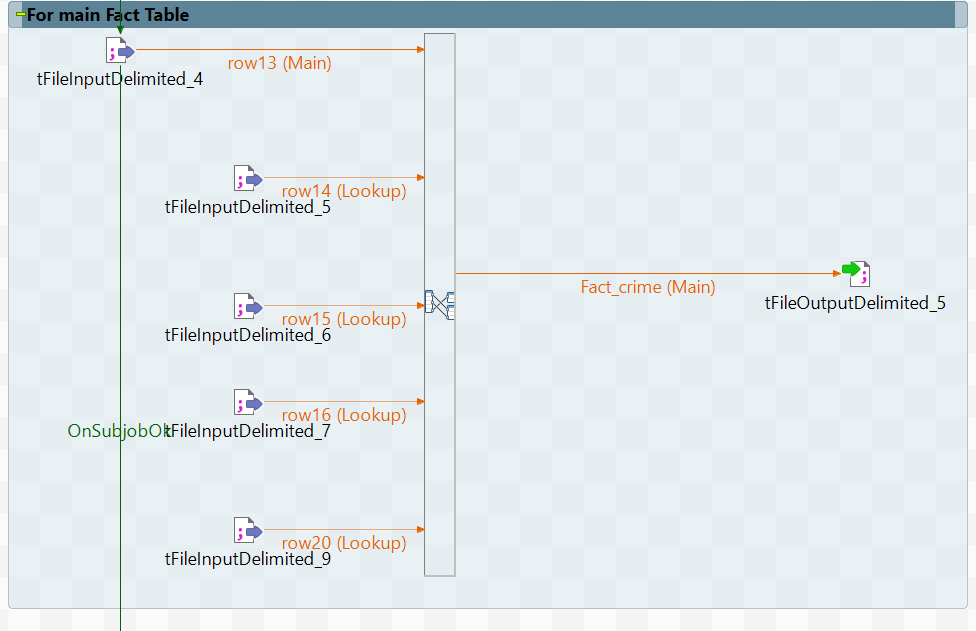 For main Fact Table
row13 (Main)
tFileInputDelimited_4
row14 (Lookup)
tFileInputDelimited_5
Fact_crime (Main)
tFileOutputDelimited_5
row15 (Lookup)
tFileInputDelimited_6
row16 (Lookup)
OnSubjobOk
tFileInputDelimited_7
row20 (Lookup)
tFileInputDelimited_9